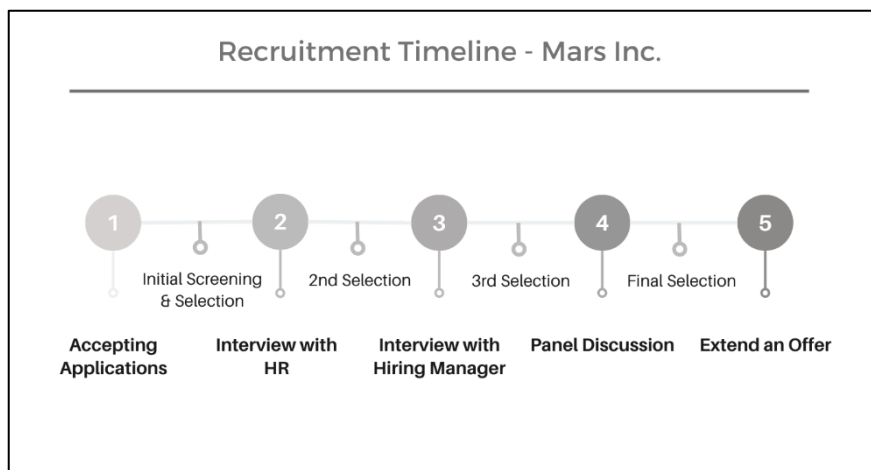 Recruitment Timeline - Mars Inc.
1
2
3
4
5
Initial Screening
& Selection
2nd Selection
3rd Selection
Final Selection
Accepting
Applications
Interview with
HR
Interview with
Hiring Manager
Panel Discussion
Extend an Offer